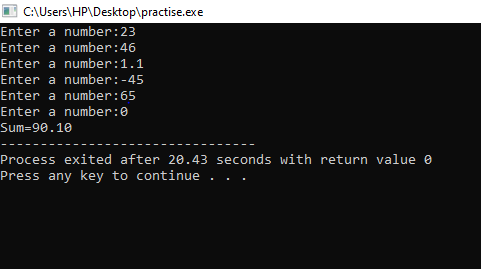 C:\Users\HP\Desktop\practise.exe
Enter a number:23
Enter a number:46
Enter a number:1.1
Enter a number:-45
Enter a number:65
Enter a number:0
Sum=90.10
--------------------------------
Process exited after 20.43 seconds with return value 0
Press any key to continue . . .